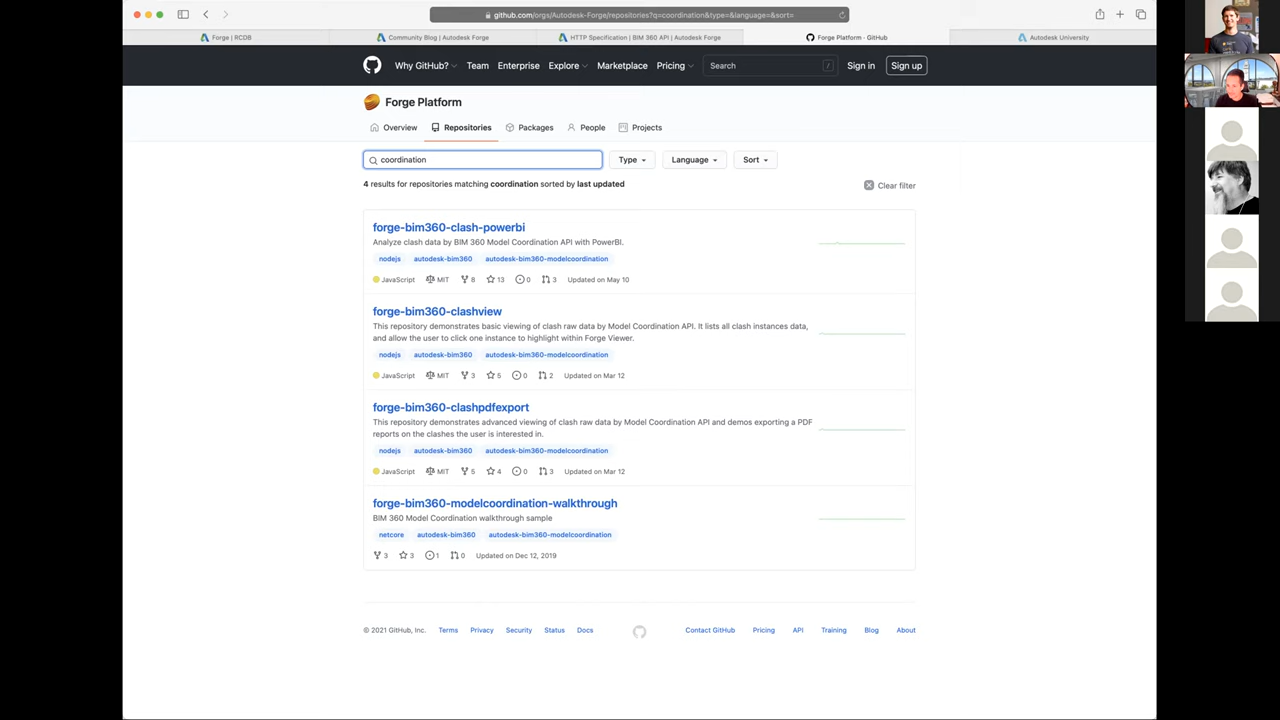 github.com/orgs/Autodesk-Forge/repositories?q=coordination&type=&language=&sort=
Forge | RCDB
Community Blog | Autodesk Forge
HTTP Specification | BIM 360 API | Autodesk Forge
Forge Platform · GitHub
Autodesk University
Why GitHub?
Team
Enterprise
Explore
Marketplace
Pricing
Search
/
Sign in
Sign up
Forge Platform
Overview
Repositories
Packages
People
Projects
coordination
Type
Language
Sort
4 results for repositories matching coordination sorted by last updated
Clear filter
forge-bim360-clash-powerbi
Analyze clash data by BIM 360 Model Coordination API with PowerBI.
nodejs autodesk-bim360 autodesk-bim360-modelcoordination
JavaScript MIT 8 13 0 3 Updated on May 10
forge-bim360-clashview
This repository demonstrates basic viewing of clash raw data by Model Coordination API. It lists all clash instances data,
and allow the user to click one instance to highlight within Forge Viewer.
nodejs autodesk-bim360 autodesk-bim360-modelcoordination
JavaScript MIT 3 5 0 2 Updated on Mar 12
forge-bim360-clashpdfexport
This repository demonstrates advanced viewing of clash raw data by Model Coordination API and demos exporting a PDF
reports on the clashes the user is interested in.
nodejs autodesk-bim360 autodesk-bim360-modelcoordination
JavaScript MIT 5 4 0 3 Updated on Mar 12
forge-bim360-modelcoordination-walkthrough
BIM 360 Model Coordination walkthrough sample
netcore autodesk-bim360 autodesk-bim360-modelcoordination
3 3 1 0 Updated on Dec 12, 2019
© 2021 GitHub, Inc.
Terms
Privacy
Security
Status
Docs
Contact GitHub
Pricing
API
Training
Blog
About